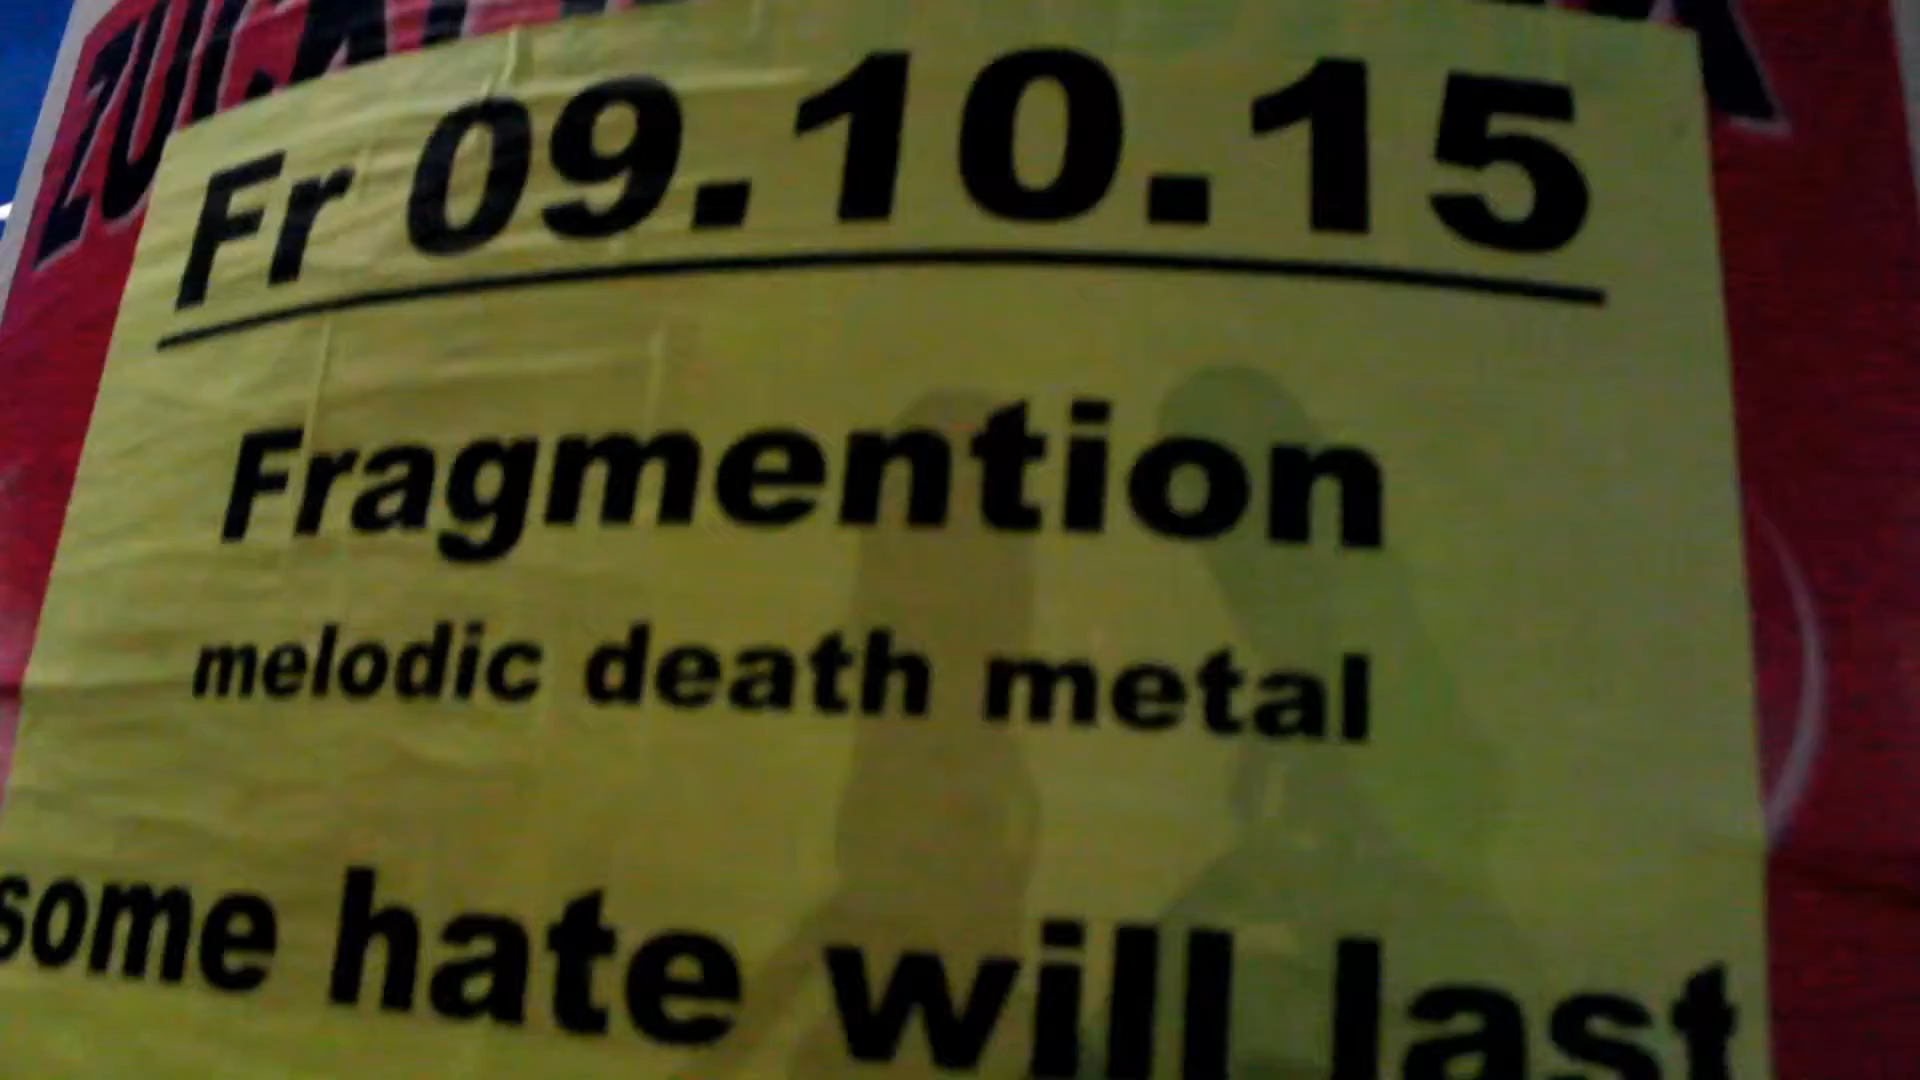 Fr 09.10.15
Fragmention
melodic death metal
some hate will last